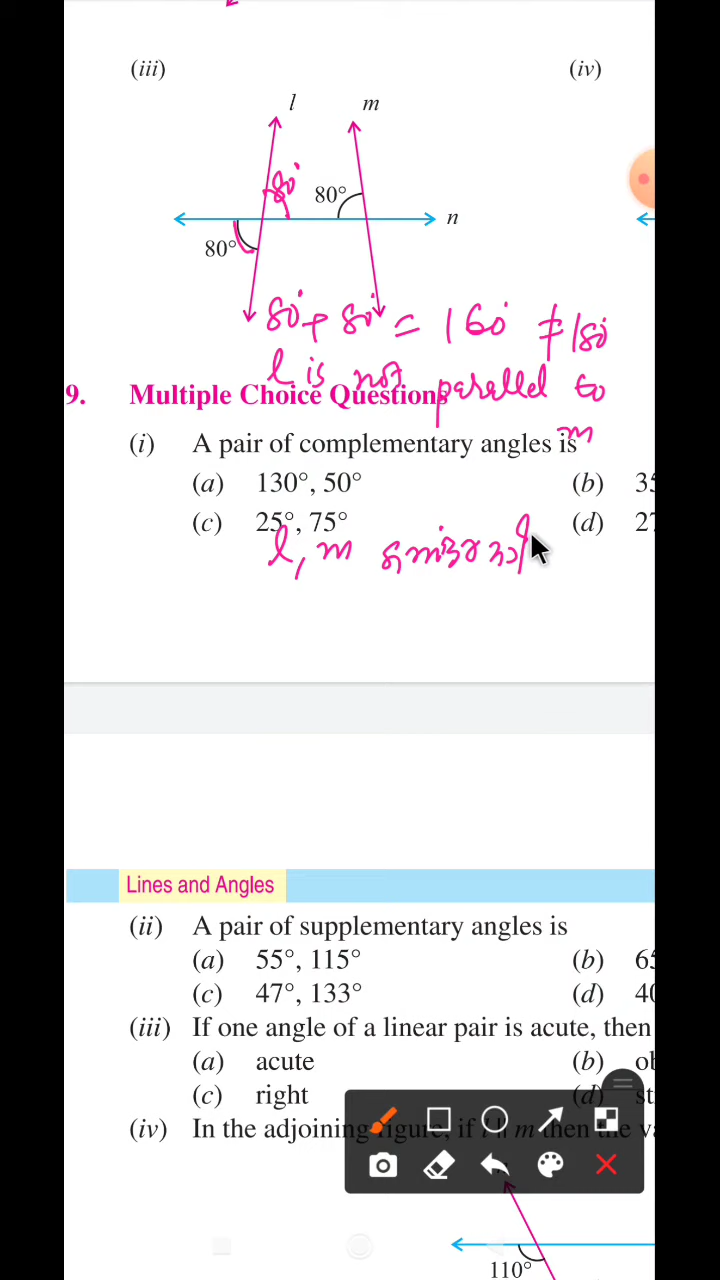 (iii) (iv)
l m
80°
80° n
80°
80° + 80° = 160° ≠ 180
l is not parallel to
m
9. Multiple Choice Questions
(i) A pair of complementary angles is
(a) 130°, 50° (b) 35
(c) 25°, 75° (d) 27
l, m
Lines and Angles
(ii) A pair of supplementary angles is
(a) 55°, 115° (b) 65
(c) 47°, 133° (d) 40
(iii) If one angle of a linear pair is acute, then
(a) acute (b) ob
(c) right (d) st
(iv) In the adjoining figure, if l || m then the v
110°